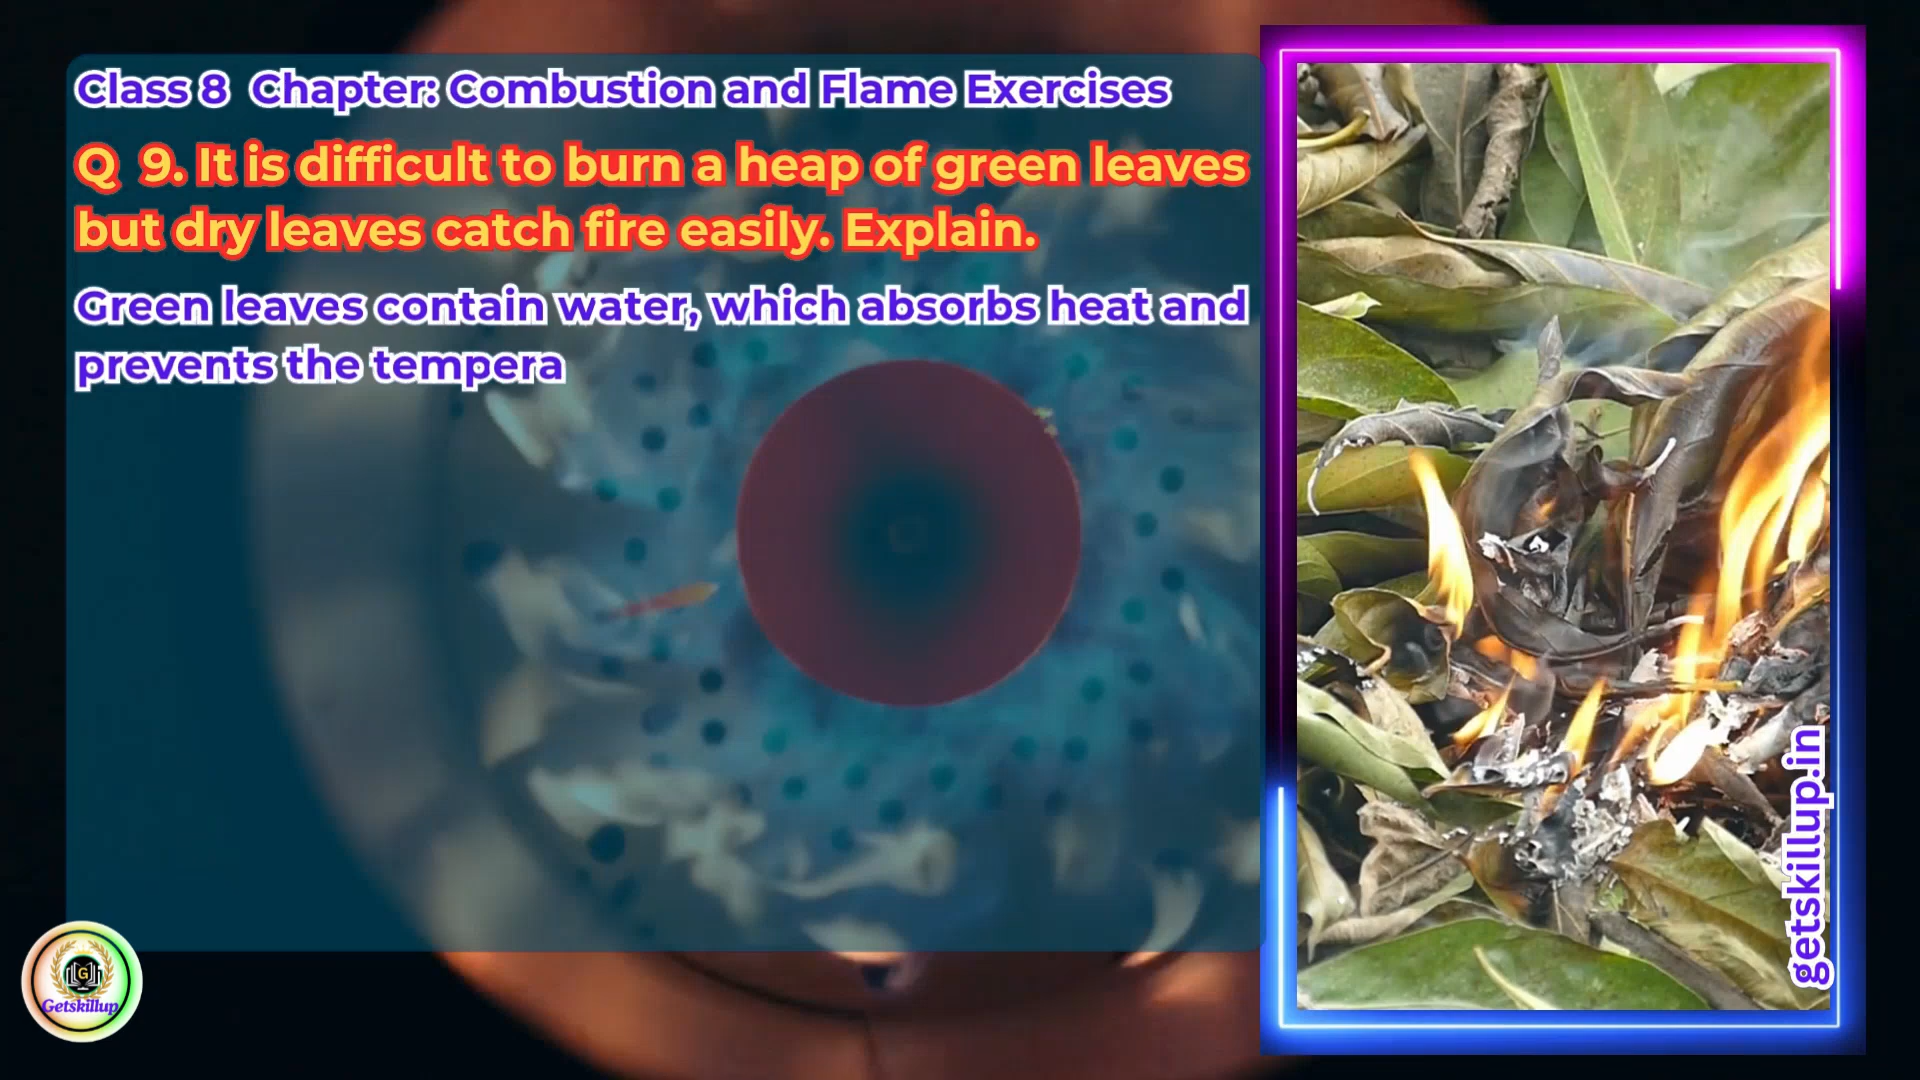 Class 8 Chapter: Combustion and Flame Exercises
Q 9. It is difficult to burn a heap of green leaves
but dry leaves catch fire easily. Explain.
Green leaves contain water, which absorbs heat and
prevents the tempera
getskillup.in
G
Getskillup